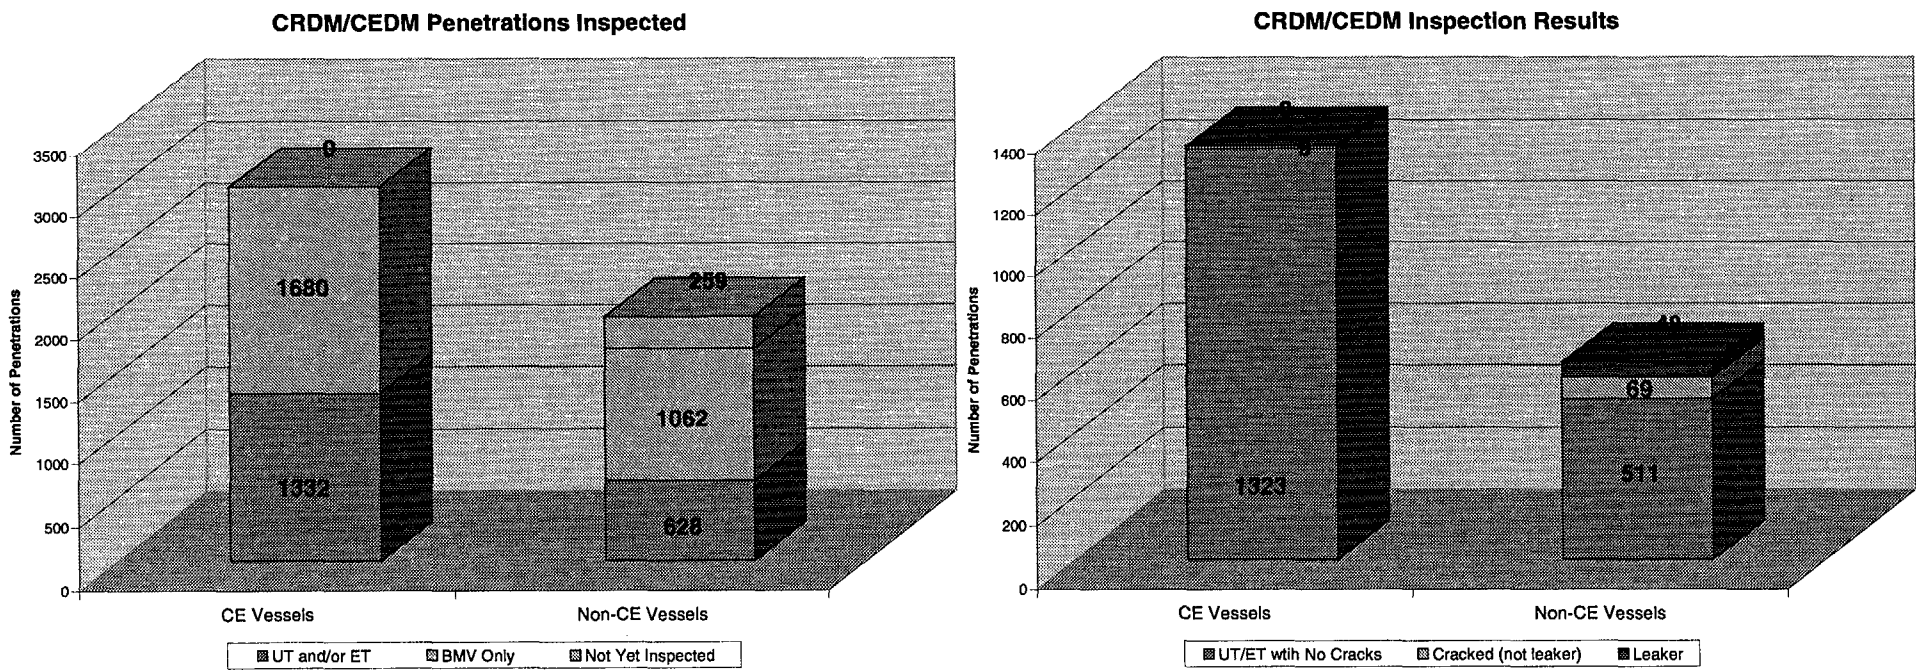 CRDM/CEDM Penetrations Inspected
3500
3000
2500
2000
1500
1000
500
0
Number of Penetrations
0
1680
1332
259
1062
628
CE Vessels
Non-CE Vessels
UT and/or ET
BMV Only
Not Yet Inspected
CRDM/CEDM Inspection Results
1400
1200
1000
800
600
400
200
0
Number of Penetrations
1323
69
511
CE Vessels
Non-CE Vessels
UT/ET wtih No Cracks
Cracked (not leaker)
Leaker